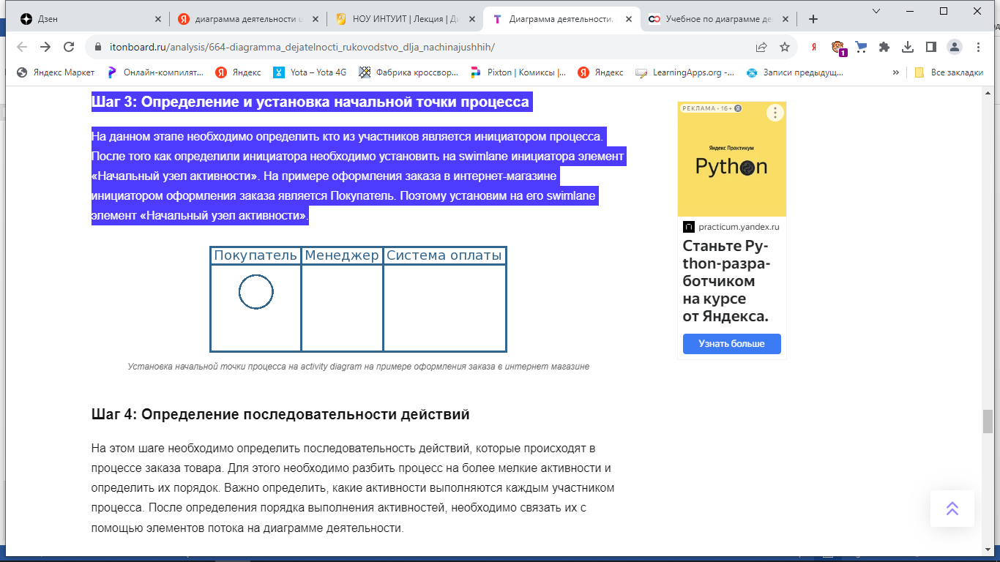 Дзен
диаграмма деятельности
НОУ ИНТУИТ | Лекция |
Диаграмма деятельности.
Учебное по диаграмме
itonboard.ru/analysis/664-diagramma_dejatelnocti_rukovodstvo_dlja_nachinajushhih/
1
Яндекс Маркет
Онлайн-компилят...
Яндекс
Yota – Yota 4G
Фабрика кроссвор...
Pixton | Комиксы |...
Яндекс
LearningApps.org -...
Записи предыдущ...
»
Все закладки
Шаг 3: Определение и установка начальной точки процесса
На данном этапе необходимо определить кто из участников является инициатором процесса.
После того как определили инициатора необходимо установить на swimlane инициатора элемент
«Начальный узел активности». На примере оформления заказа в интернет-магазине
инициатором оформления заказа является Покупатель. Поэтому установим на его swimlane
элемент «Начальный узел активности».
Покупатель Менеджер Система оплаты
Установка начальной точки процесса на activity diagram на примере оформления заказа в интернет магазине
Шаг 4: Определение последовательности действий
На этом шаге необходимо определить последовательность действий, которые происходят в
процессе заказа товара. Для этого необходимо разбить процесс на более мелкие активности и
определить их порядок. Важно определить, какие активности выполняются каждым участником
процесса. После определения порядка выполнения активностей, необходимо связать их с
помощью элементов потока на диаграмме деятельности.
РЕКЛАМА • 16+
Яндекс Практикум
Python
practicum.yandex.ru
Станьте Py-
thon-разра-
ботчиком
на курсе
от Яндекса.
Узнать больше